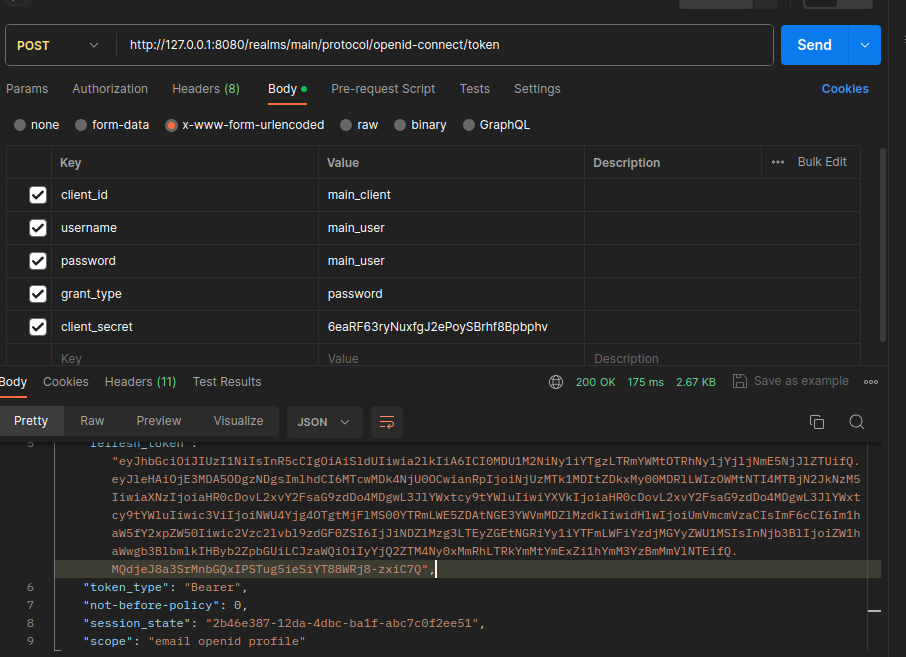 POST http://127.0.0.1:8080/realms/main/protocol/openid-connect/token Send
Params Authorization Headers (8) Body Pre-request Script Tests Settings Cookies
none form-data x-www-form-urlencoded raw binary GraphQL
Key Value Description Bulk Edit
client_id main_client
username main_user
password main_user
grant_type password
client_secret 6eaRF63ryNuxfgJ2ePoySBrhf8Bpbphv
Key Value Description
Body Cookies Headers (11) Test Results 200 OK 175 ms 2.67 KB Save as example
Pretty Raw Preview Visualize JSON
5 "refresh_token":
"eyJhbGciOiJIUzI1NiIsInR5cCIgOiAiSldUIiwia2lkIiA6ICI0MDU1M2NiNy1iYTgzLTRmYWMtOTRhNy1jYjljNmE5NjJlZTUifQ.
eyJleHAiOjE3MDA5ODgzNDgsImlhdCI6MTcwMDk4NjU0OCwianRpIjoiNjUzMTk1MDItZDkxMy00MDRlLWIzOWMtNTI4MTBjN2JkNzM5
IiwiaXNzIjoiaHR0cDovL2xvY2FsaG9zdDo4MDgwL3JlYWxtcy9tYWluIiwiYXVkIjoiaHR0cDovL2xvY2FsaG9zdDo4MDgwL3JlYWxt
cy9tYWluIiwic3ViIjoiNWU4Yjg4OTgtMjFlMS00YTRmLWE5ZDAtNGE3YWVmMDZlMzdkIiwidHlwIjoiUmVmcmVzaCIsImF6cCI6Im1h
aW5fY2xpZW50Iiwic2Vzc2lvbl9zdGF0ZSI6IjJiNDZlMzg3LTEyZGEtNGRiYy1iYTFmLWFiYzdjMGYyZWU1MSIsInNjb3BlIjoiZW1h
aWwgb3BlbmlkIHByb2ZpbGUiLCJzaWQiOiIyYjQ2ZTM4Ny0xMmRhLTRkYmMtYmExZi1hYmM3YzBmMmVlNTEifQ.
MQdjeJ8a3SrMnbGQxIPSTug5ieSiYT88WRj8-zxiC7Q",
6 "token_type": "Bearer",
7 "not-before-policy": 0,
8 "session_state": "2b46e387-12da-4dbc-ba1f-abc7c0f2ee51",
9 "scope": "email openid profile"